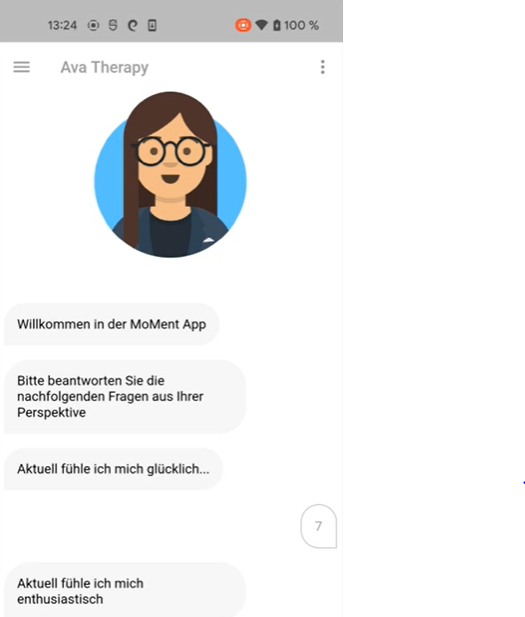 13:24 100 %
Ava Therapy
Willkommen in der MoMent App
Bitte beantworten Sie die
nachfolgenden Fragen aus Ihrer
Perspektive
Aktuell fühle ich mich glücklich...
7
Aktuell fühle ich mich
enthusiastisch